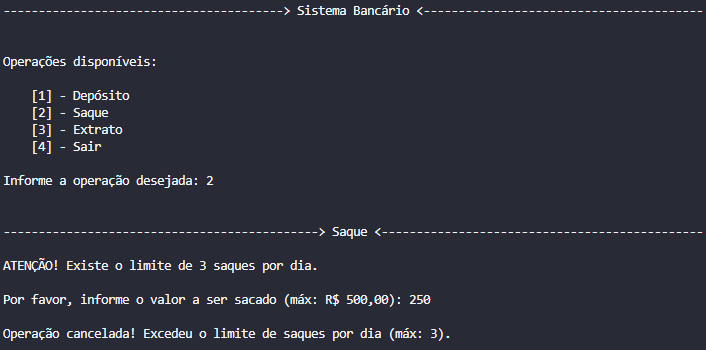 ----------------------------------------> Sistema Bancário <----------------------------------------
Operações disponíveis:
[1] - Depósito
[2] - Saque
[3] - Extrato
[4] - Sair
Informe a operação desejada: 2
---------------------------------------------> Saque <----------------------------------------------
ATENÇÃO! Existe o limite de 3 saques por dia.
Por favor, informe o valor a ser sacado (máx: R$ 500,00): 250
Operação cancelada! Excedeu o limite de saques por dia (máx: 3).